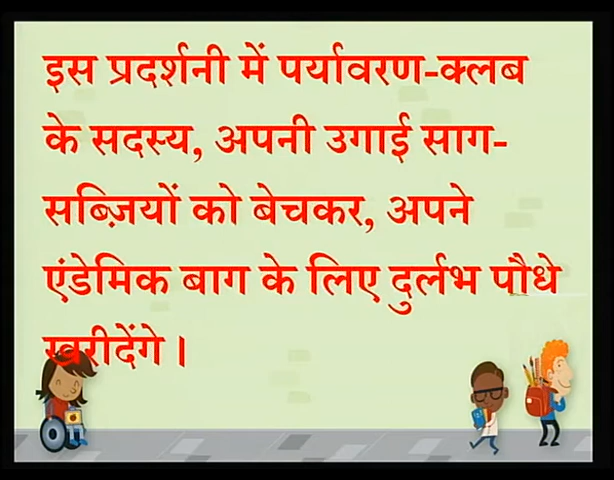 इस प्रदर्शनी में पर्यावरण-क्लब
के सदस्य, अपनी उगाई साग-
सब्ज़ियों को बेचकर, अपने
एंडेमिक बाग के लिए दुर्लभ पौधे
खरीदेंगे।